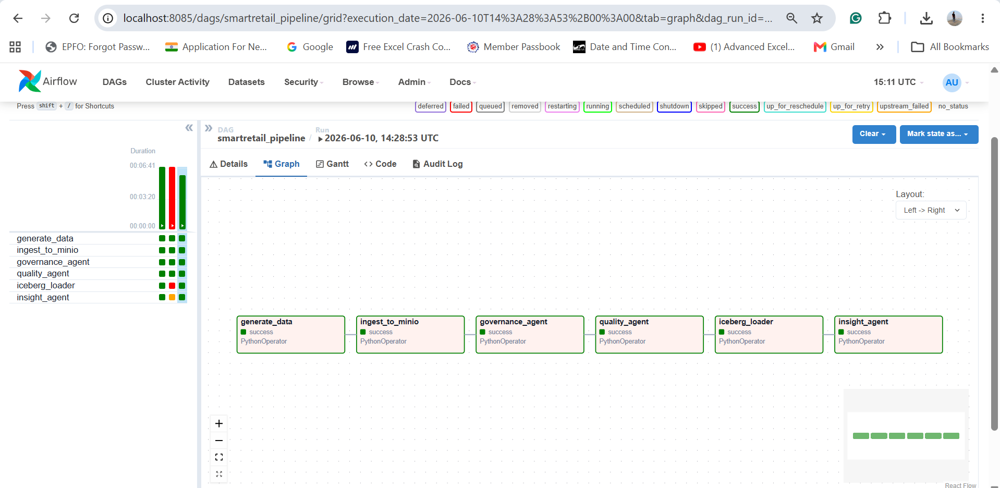 localhost:8085/dags/smartretail_pipeline/grid?execution_date=2026-06-10T14%3A28%3A53%2B00%3A00&tab=graph&dag_run_id=...
EPFO: Forgot Passw... Application For Ne... Google Free Excel Crash Co... Member Passbook Date and Time Con... (1) Advanced Excel... Gmail » All Bookmarks
Airflow DAGs Cluster Activity Datasets Security Browse Admin Docs 15:11 UTC AU
Press shift + / for Shortcuts deferred failed queued removed restarting running scheduled shutdown skipped success up_for_reschedule up_for_retry upstream_failed no_status
DAG Run
smartretail_pipeline / 2026-06-10, 14:28:53 UTC
Clear Mark state as...
Details Graph Gantt Code Audit Log
Duration
00:06:41
00:03:20
00:00:00
generate_data
ingest_to_minio
governance_agent
quality_agent
iceberg_loader
insight_agent
Layout:
Left -> Right
generate_data
success
PythonOperator
ingest_to_minio
success
PythonOperator
governance_agent
success
PythonOperator
quality_agent
success
PythonOperator
iceberg_loader
success
PythonOperator
insight_agent
success
PythonOperator
React Flow